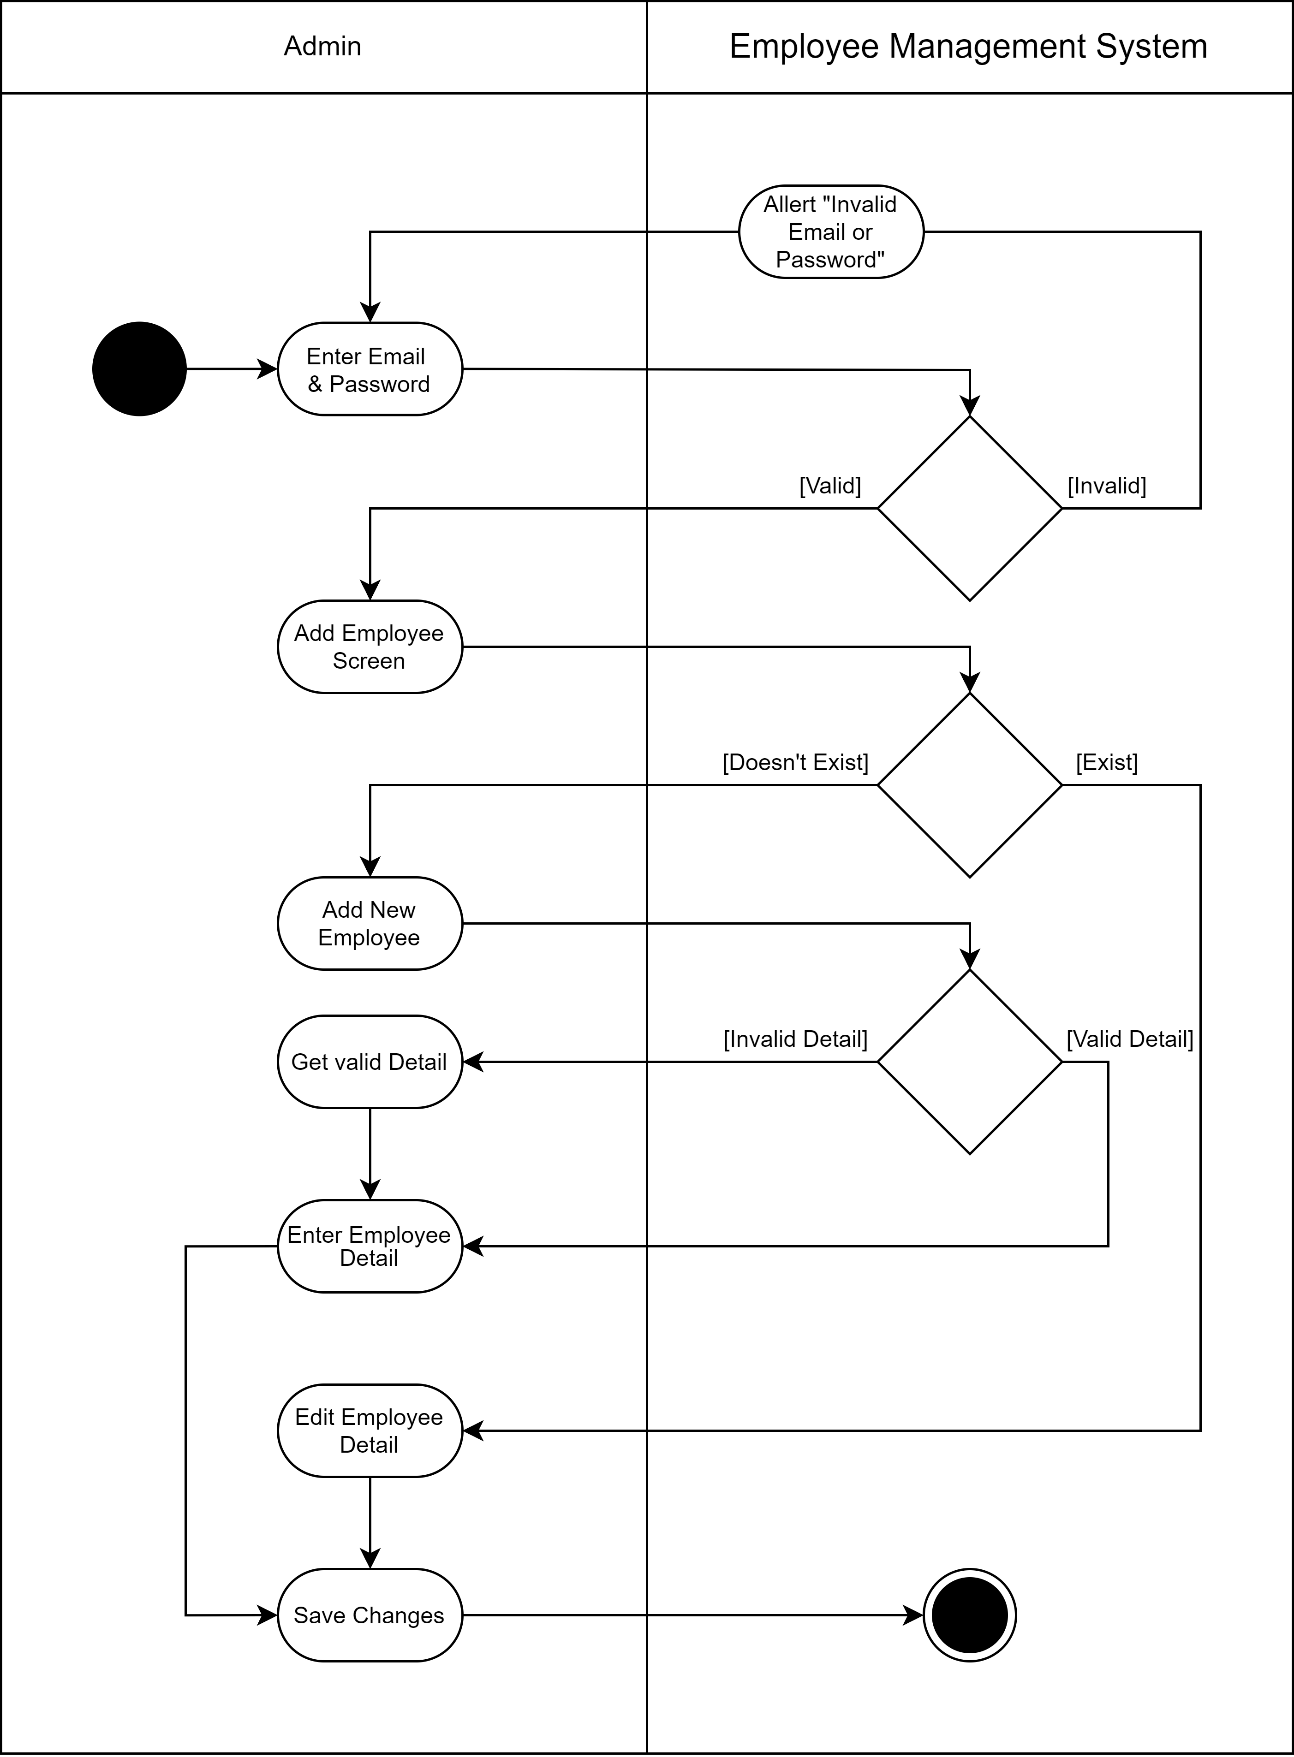 Admin
Employee Management System
Allert "Invalid
Email or
Password"
Enter Email
& Password
[Valid]
[Invalid]
Add Employee
Screen
[Doesn't Exist]
[Exist]
Add New
Employee
[Invalid Detail]
[Valid Detail]
Get valid Detail
Enter Employee
Detail
Edit Employee
Detail
Save Changes